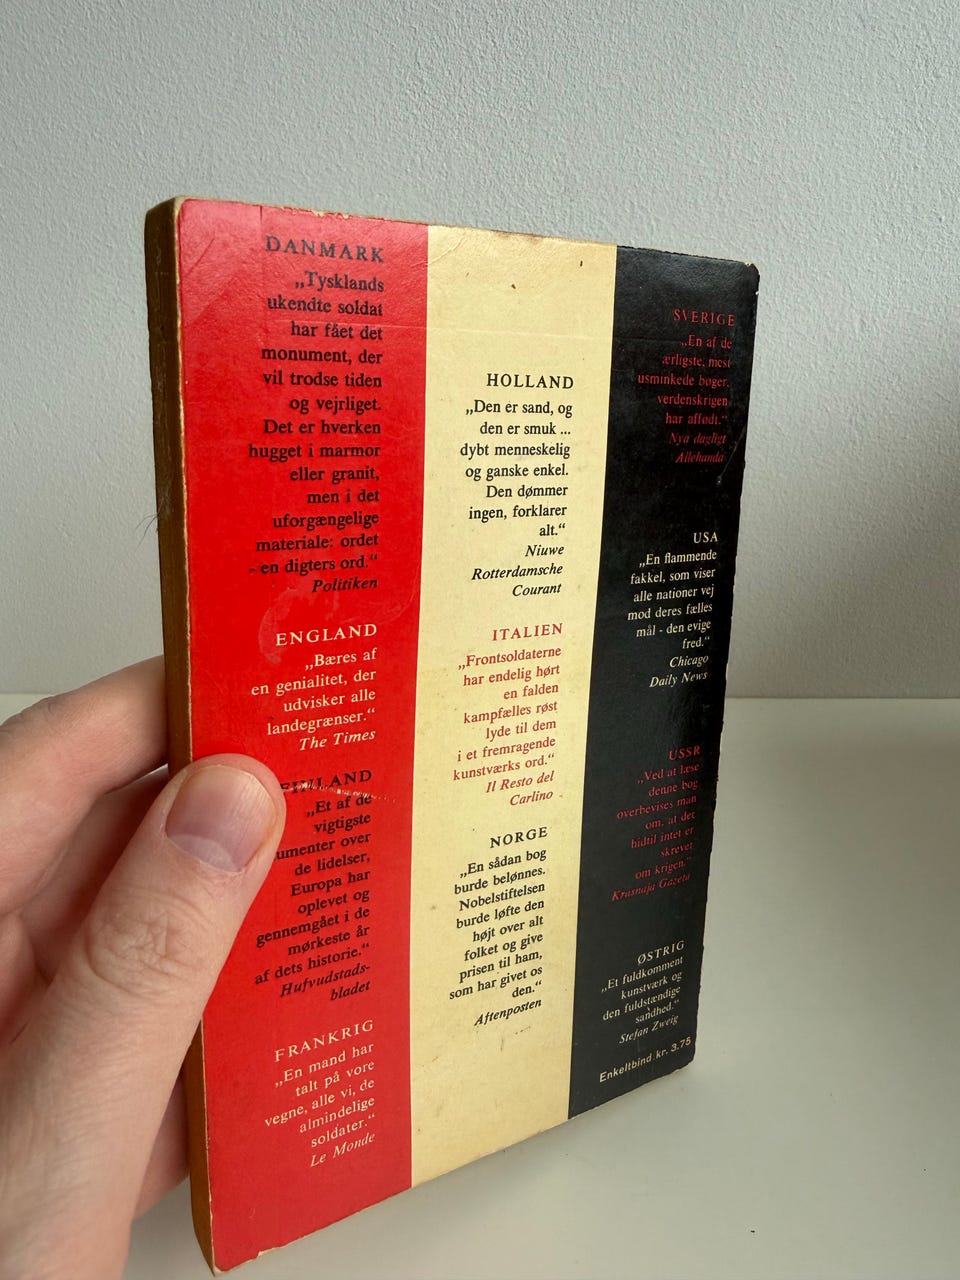 DANMARK
„Tysklands
ukendte soldat
har fået det
monument, der
vil trodse tiden
og vejrliget.
Det er hverken
hugget i marmor
eller granit,
men i det
uforgængelige
materiale: ordet
- en digters ord.“
Politiken
ENGLAND
„Bæres af
en genialitet, der
udvisker alle
landegrænser.“
The Times
FINLAND
„Et af de
vigtigste
umenter over
de lidelser,
Europa har
oplevet og
gennemgået i de
mørkeste år
af dets historie.“
Hufvudstads-
bladet
FRANKRIG
„En mand har
talt på vore
vegne, alle vi, de
almindelige
soldater.“
Le Monde
HOLLAND
„Den er sand, og
den er smuk ...
dybt menneskelig
og ganske enkel.
Den dømmer
ingen, forklarer
alt.“
Niuwe
Rotterdamsche
Courant
ITALIEN
„Frontsoldaterne
har endelig hørt
en falden
kampfælles røst
lyde til dem
i et fremragende
kunstværks ord.“
Il Resto del
Carlino
NORGE
„En sådan bog
burde belønnes.
Nobelstiftelsen
burde løfte den
højt over alt
folket og give
prisen til ham,
som har givet os
den.“
Aftenposten
SVERIGE
„En af de
ærligste, mest
usminkede bøger,
verdenskrigen
har affødt.“
Nya dagligt
Allehanda
USA
„En flammende
fakkel, som viser
alle nationer vej
mod deres fælles
mål - den evige
fred.“
Chicago
Daily News
USSR
„Ved at læse
denne bog
overbevises man
om, at det
hidtil intet er
skrevet
om krigen.“
Krasnaja Gazeta
ØSTRIG
„Et fuldkomment
kunstværk og
den fuldstændige
sandhed.“
Stefan Zweig
Enkeltbind kr. 3.75